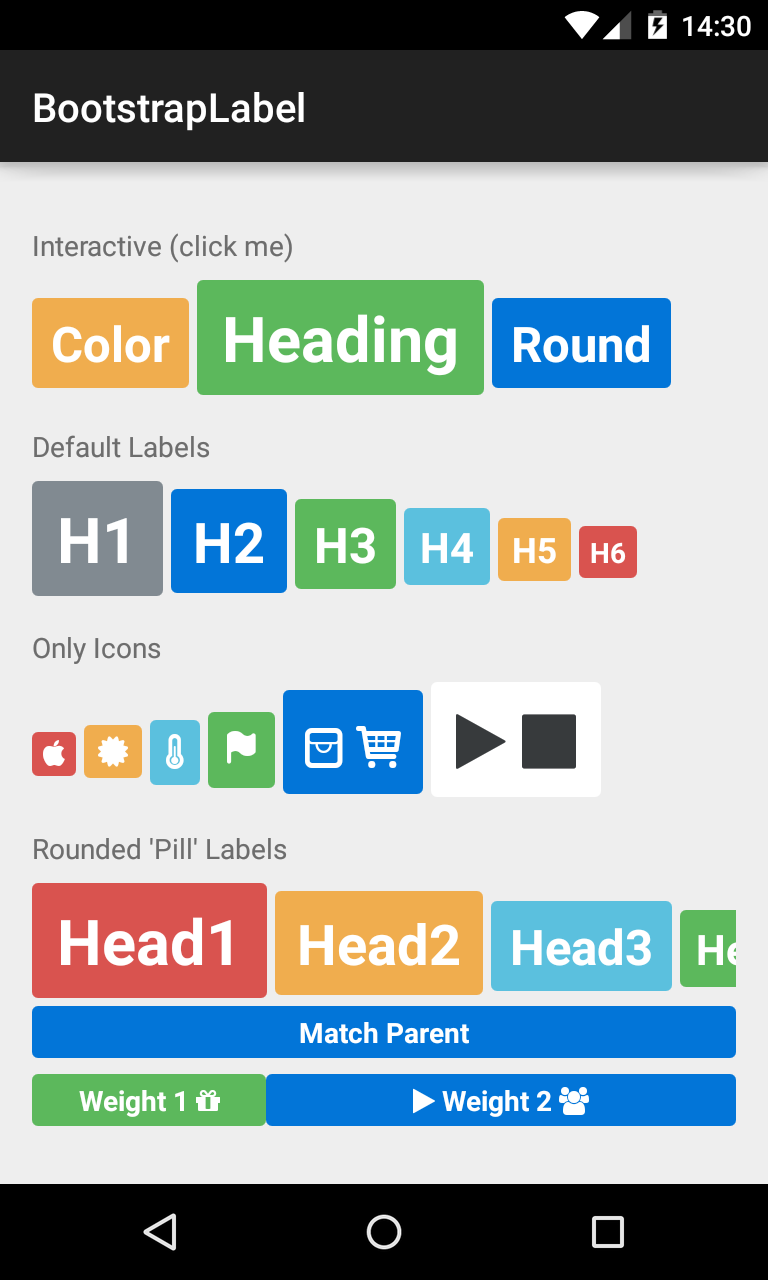 14:30
BootstrapLabel
Interactive (click me)
Color Heading Round
Default Labels
H1 H2 H3 H4 H5 H6
Only Icons
Rounded 'Pill' Labels
Head1 Head2 Head3 He
Match Parent
Weight 1 Weight 2